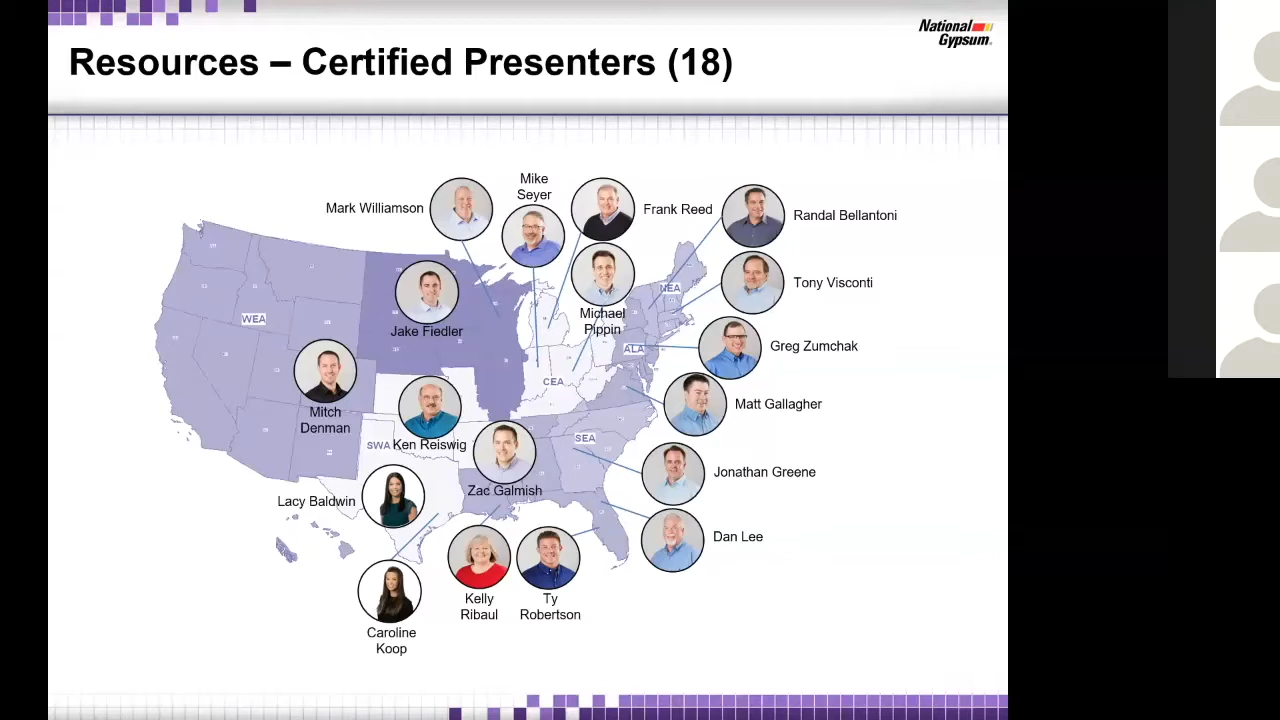 National
Gypsum
Resources – Certified Presenters (18)
Mike
Seyer
Mark Williamson
Frank Reed
Randal Bellantoni
Tony Visconti
NEA
WEA
Michael
Pippin
Jake Fiedler
Greg Zumchak
ALA
CEA
Matt Gallagher
Mitch
Denman
SWA
Ken Reiswig
SEA
Jonathan Greene
Zac Galmish
Lacy Baldwin
Dan Lee
Kelly
Ribaul
Ty
Robertson
Caroline
Koop